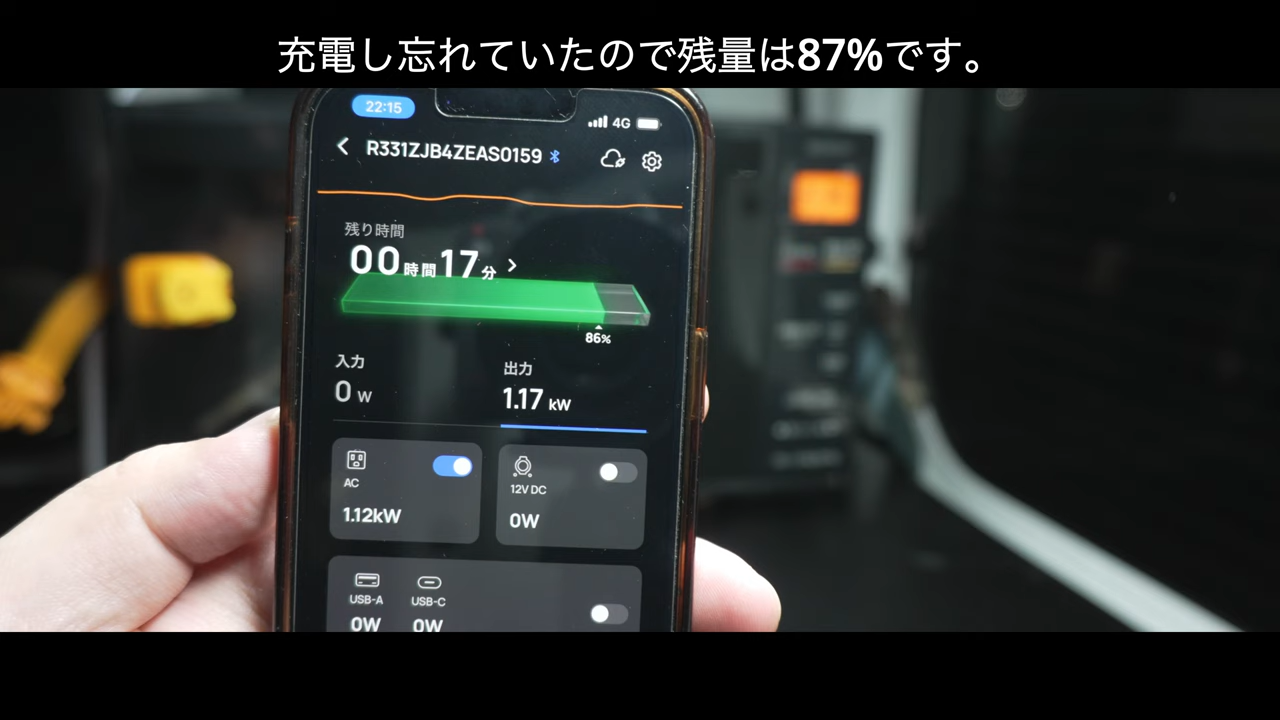 充電し忘れていたので残量は87%です。
22:15
4G
R331ZJB4ZEAS0159
残り時間
00時間17分
86%
入力
出力
0 W
1.17 kW
AC
12V DC
1.12kW
0W
USB-A
USB-C
0W
0W